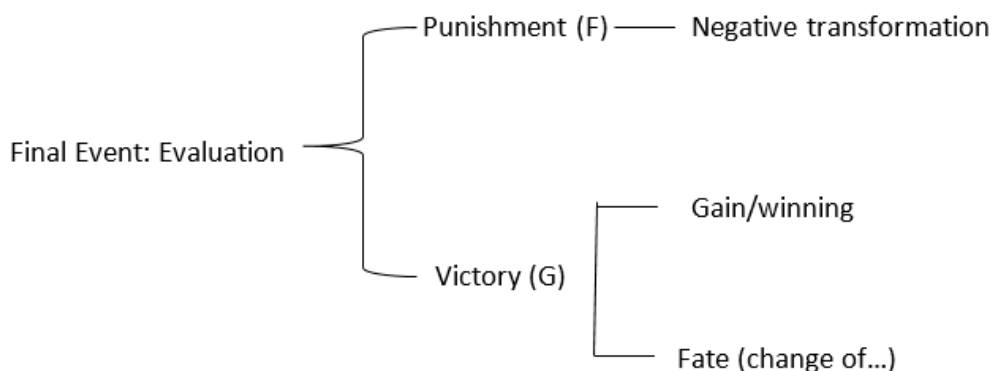 Punishment (F)
Negative transformation
Final Event: Evaluation
Gain/winning
Victory (G)
Fate (change of…)